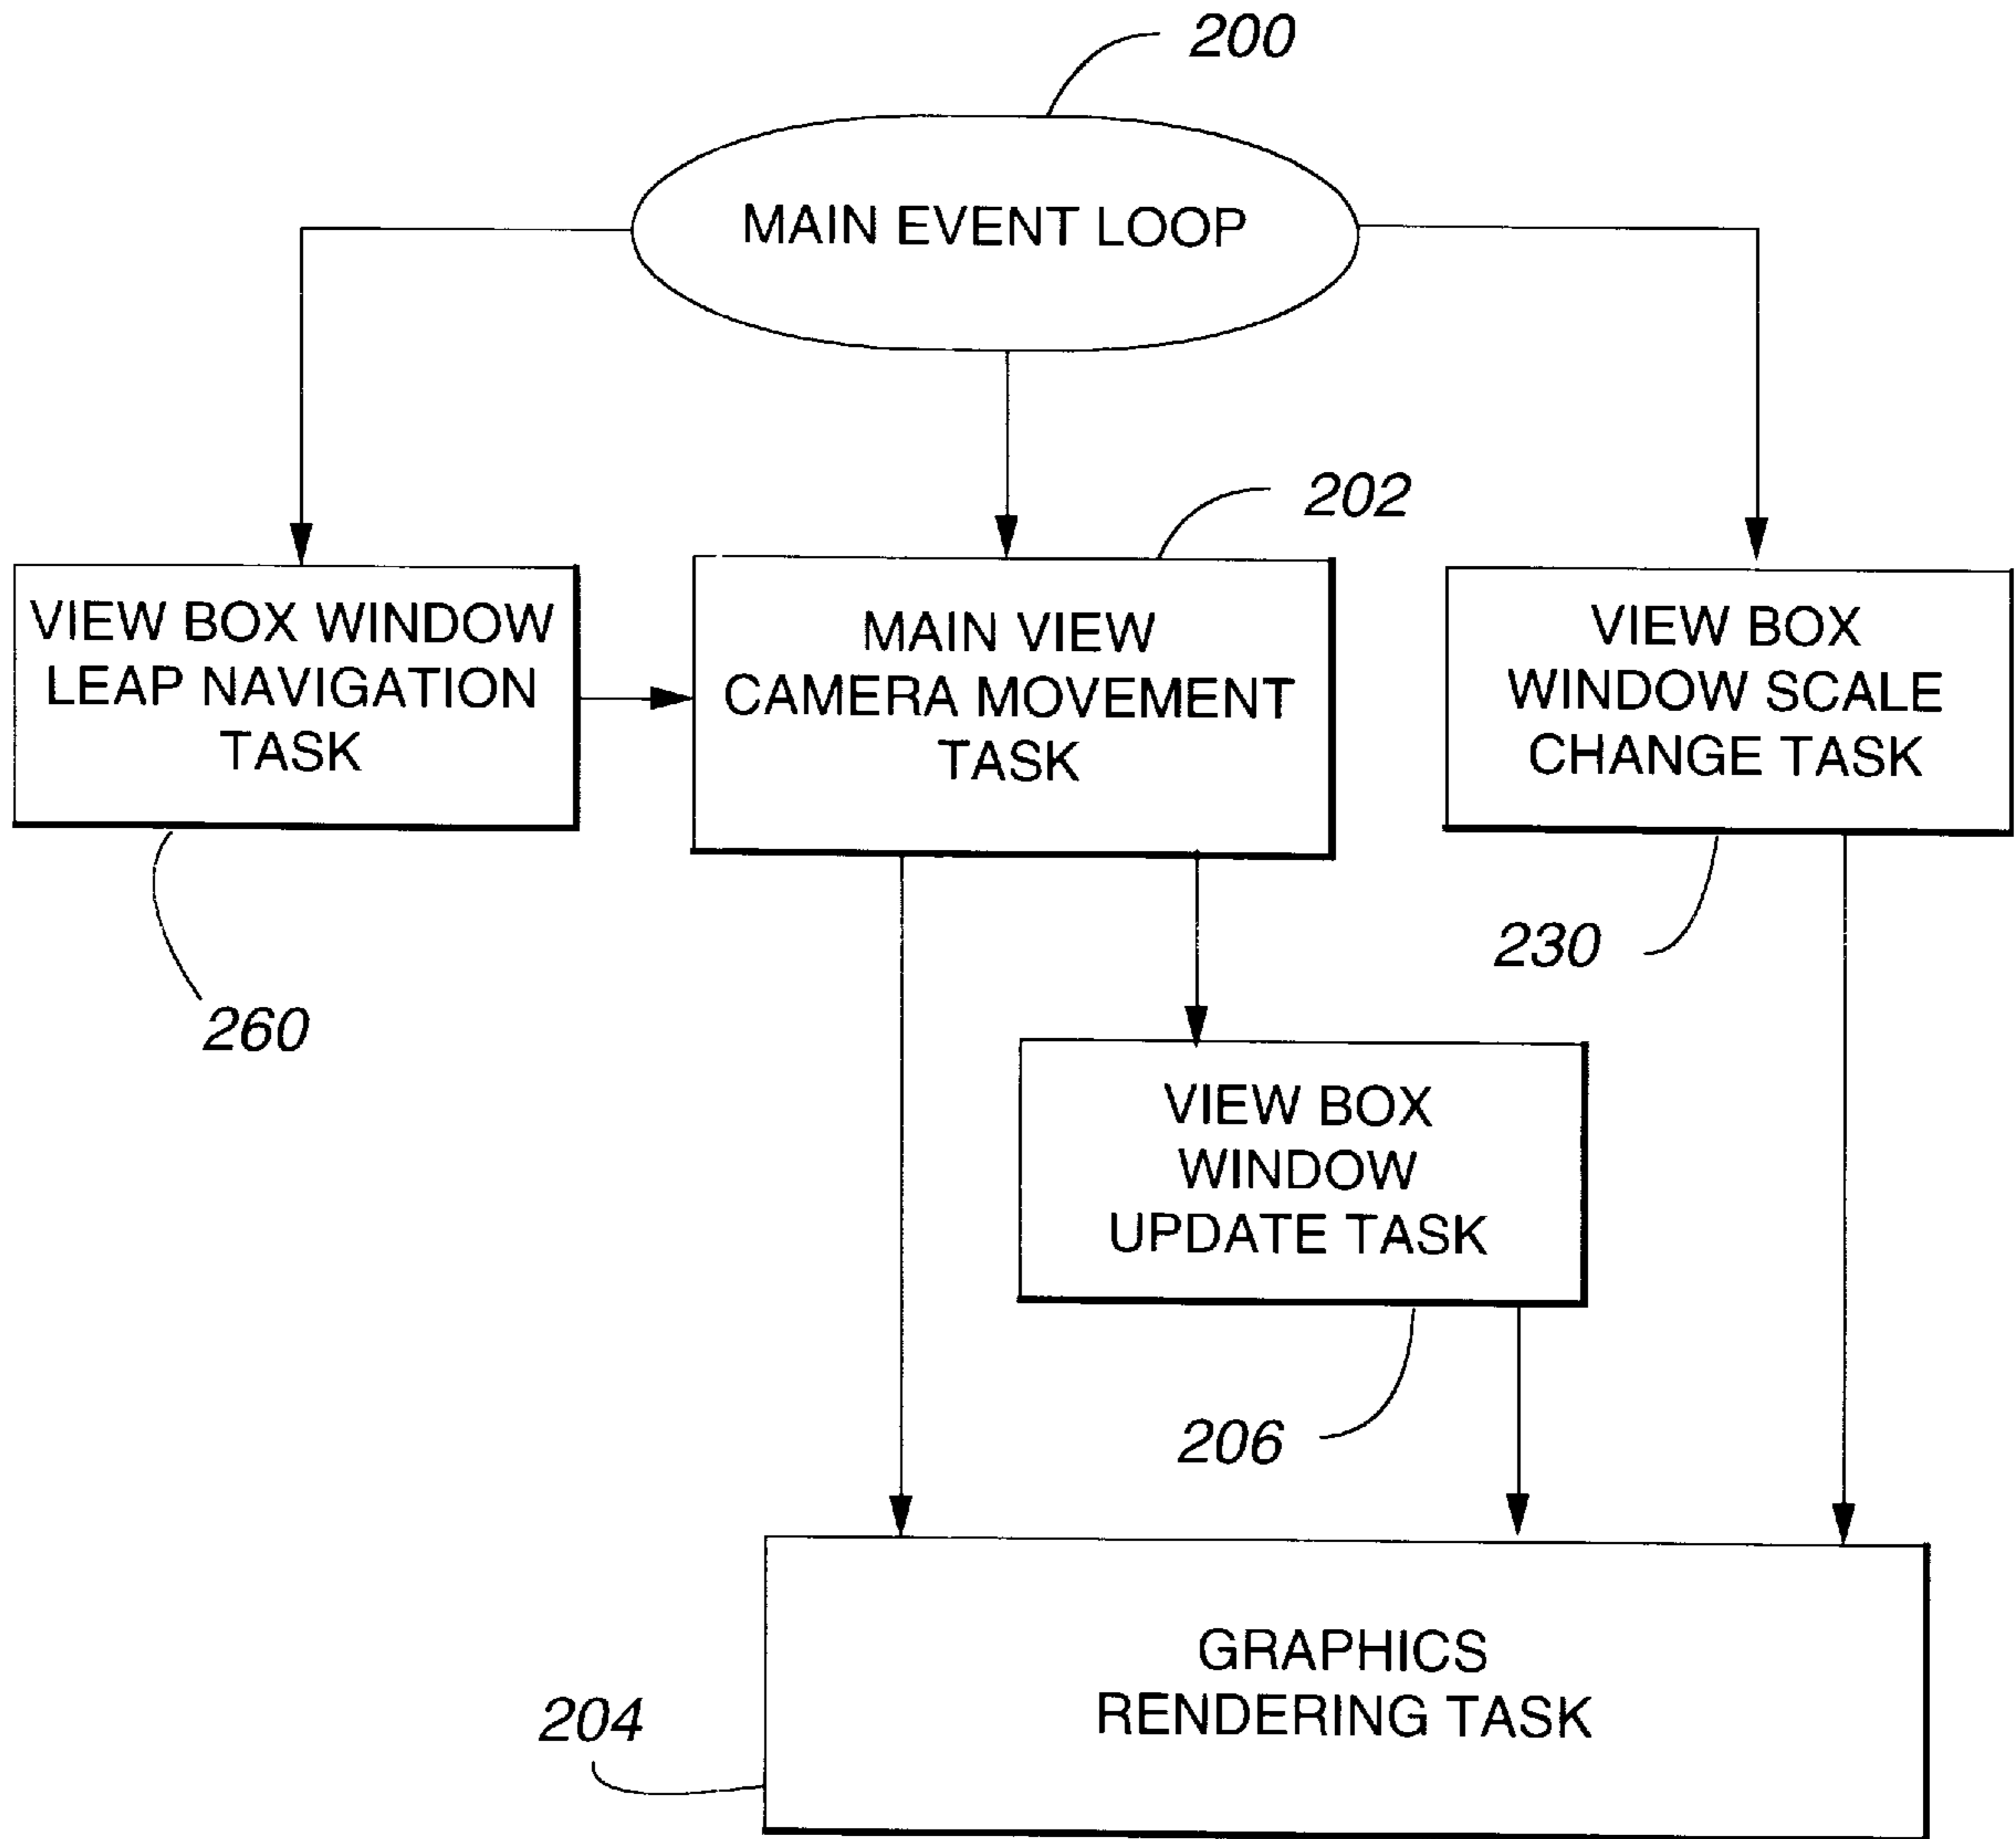 200
MAIN EVENT LOOP
202
VIEW BOX WINDOW
LEAP NAVIGATION
TASK
MAIN VIEW
CAMERA MOVEMENT
TASK
VIEW BOX
WINDOW SCALE
CHANGE TASK
230
260
VIEW BOX
WINDOW
UPDATE TASK
206
GRAPHICS
RENDERING TASK
204